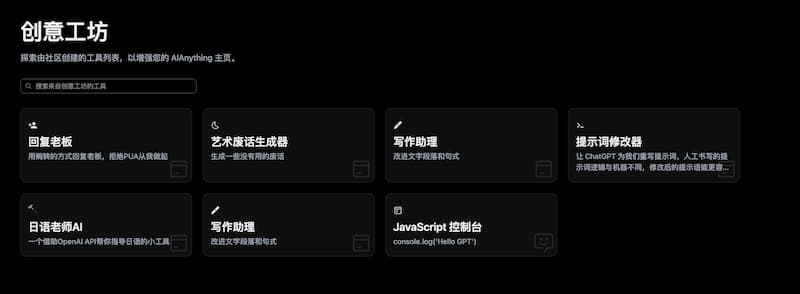 创意工坊
探索由社区创建的工具列表，以增强您的 AIAnything 主页。
搜索来自创意工坊的工具
回复老板
用婉转的方式回复老板，拒绝PUA从我做起
艺术废话生成器
生成一些没有用的废话
写作助理
改进文字段落和句式
提示词修改器
让 ChatGPT 为我们重写提示词，人工书写的提
示词逻辑与机器不同，修改后的提示语能更容...
日语老师AI
一个借助OpenAI API帮你指导日语的小工具
写作助理
改进文字段落和句式
JavaScript 控制台
console.log('Hello GPT')